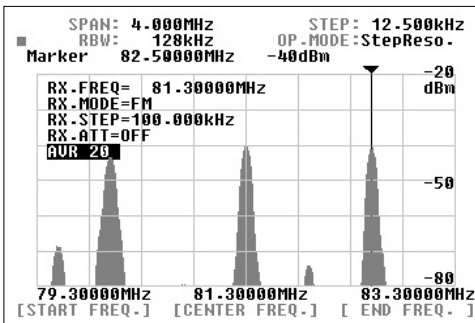 SPAN: 4.000MHz STEP: 12.500kHz
RBW: 128kHz OP.MODE:StepReso.
Marker 82.50000MHz -40dBm
-20
dBm
RX.FREQ= 81.30000MHz
RX.MODE=FM
RX.STEP=100.000kHz
RX.ATT=OFF
AVR 20
-50
-80
79.30000MHz 81.30000MHz 83.30000MHz
[START FREQ.] [CENTER FREQ.] [ END FREQ. ]